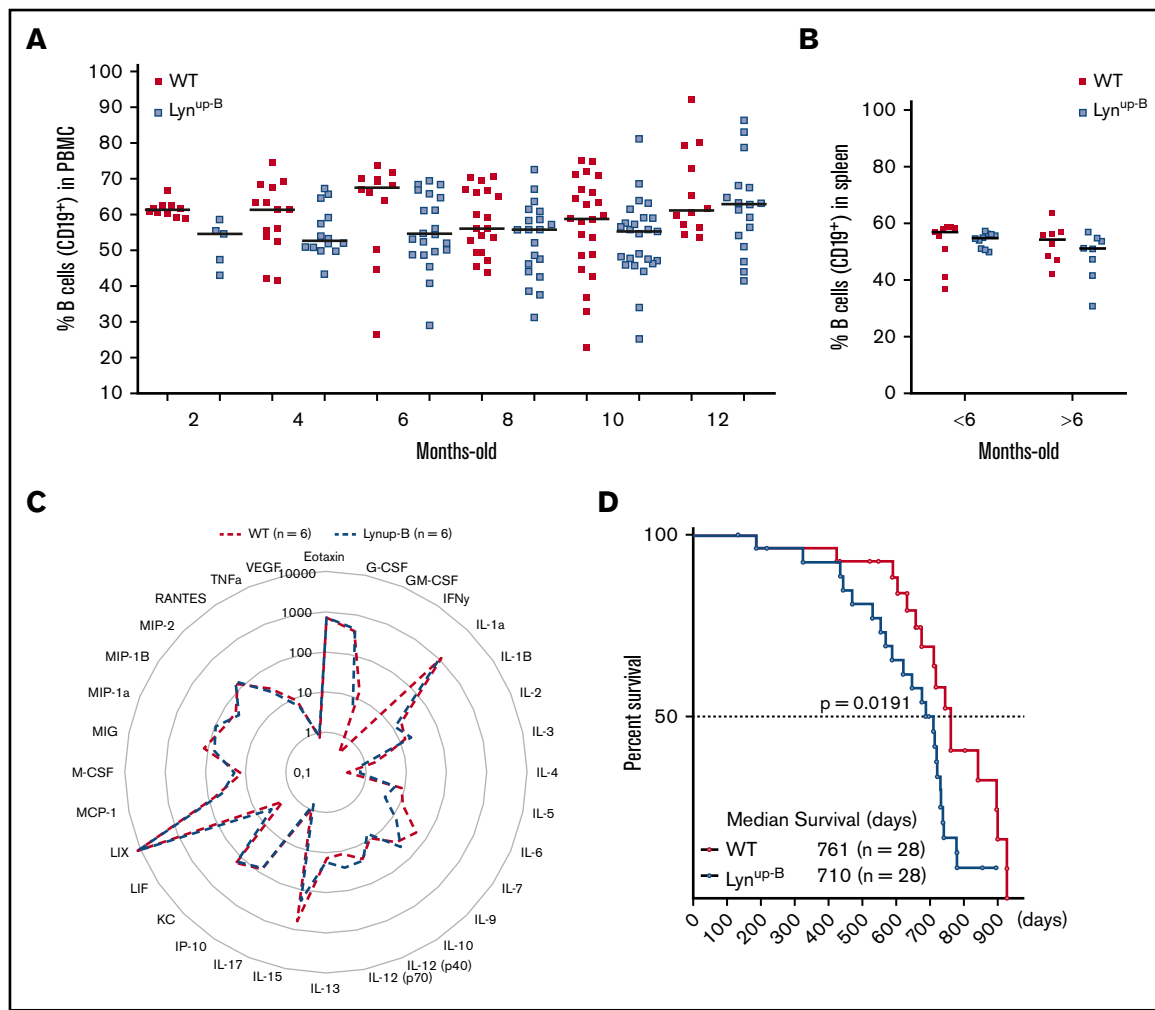 A
WT
Lyn^up-B
% B cells (CD19+) in PBMC
100
90
80
70
60
50
40
30
20
10
2 4 6 8 10 12
Months-old
B
WT
Lyn^up-B
% B cells (CD19+) in spleen
100
80
60
40
20
0
<6 >6
Months-old
C
WT (n = 6) Lynup-B (n = 6)
Eotaxin
G-CSF
GM-CSF
IFNy
IL-1a
IL-1B
IL-2
IL-3
IL-4
IL-5
IL-6
IL-7
IL-9
IL-10
IL-12 (p40)
IL-12 (p70)
IL-13
IL-15
IL-17
IP-10
KC
LIF
LIX
MCP-1
M-CSF
MIG
MIP-1a
MIP-1B
MIP-2
RANTES
TNFa
VEGF
10000
1000
100
10
1
0,1
D
Percent survival
100
50
p = 0.0191
Median Survival (days)
WT 761 (n = 28)
Lyn^up-B 710 (n = 28)
0 100 200 300 400 500 600 700 800 900 (days)